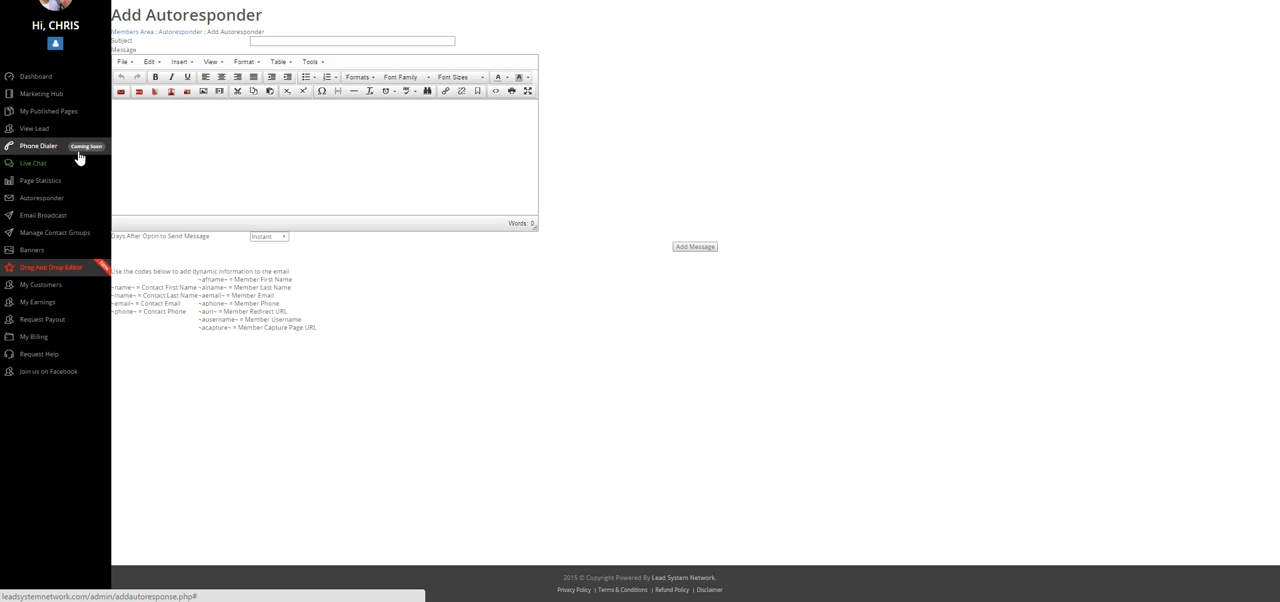 Hi, CHRIS
Dashboard
Marketing Hub
My Published Pages
View Lead
Phone Dialer Coming Soon
Live Chat
Page Statistics
Autoresponder
Email Broadcast
Manage Contact Groups
Banners
Drag And Drop Editor NEW
My Customers
My Earnings
Request Payout
My Billing
Request Help
Join us on Facebook
Add Autoresponder
Members Area : Autoresponder : Add Autoresponder
Subject
Message
File Edit Insert View Format Table Tools
B I U Formats Font Family Font Sizes A A
Words: 0
Days After Optin to Send Message Instant
Add Message
Use the codes below to add dynamic information to the email
~afname~ = Member First Name
~name~ = Contact First Name ~alname~ = Member Last Name
~lname~ = Contact Last Name ~aemail~ = Member Email
~email~ = Contact Email ~aphone~ = Member Phone
~phone~ = Contact Phone ~aurl~ = Member Redirect URL
~ausername~ = Member Username
~acapture~ = Member Capture Page URL
2015 © Copyright Powered By Lead System Network.
Privacy Policy | Terms & Conditions | Refund Policy | Disclaimer
leadsystemnetwork.com/admin/addautoresponse.php#